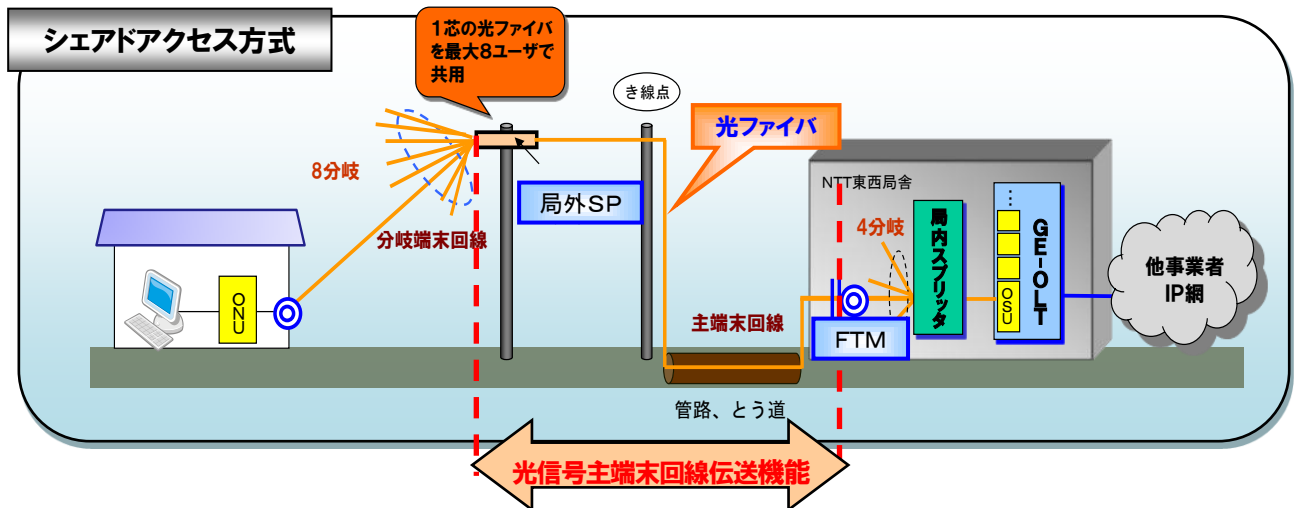 シェアドアクセス方式
1芯の光ファイバ
を最大8ユーザで
共用
き線点
光ファイバ
8分岐
局外SP
NTT東西局舎
4分岐
局内スプリッタ
⋮
OSU
GE-OLT
他事業者
IP網
分岐端末回線
ONU
主端末回線
FTM
管路、とう道
光信号主端末回線伝送機能